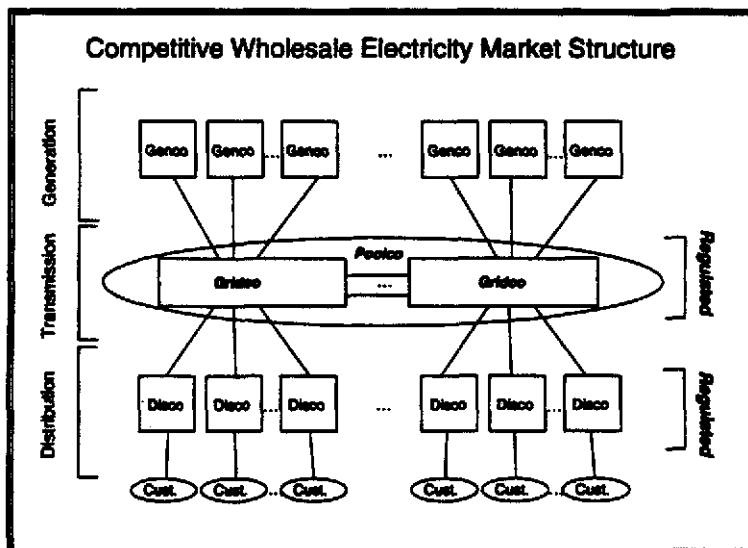 Competitive Wholesale Electricity Market Structure
Generation
Genco Genco ... Genco ... Genco Genco ... Genco
Transmission
Poolco
Gridco ... Gridco
Regulated
Distribution
Disco Disco ... Disco ... Disco Disco ... Disco
Regulated
Cust. Cust. ... Cust. Cust. Cust. ... Cust.